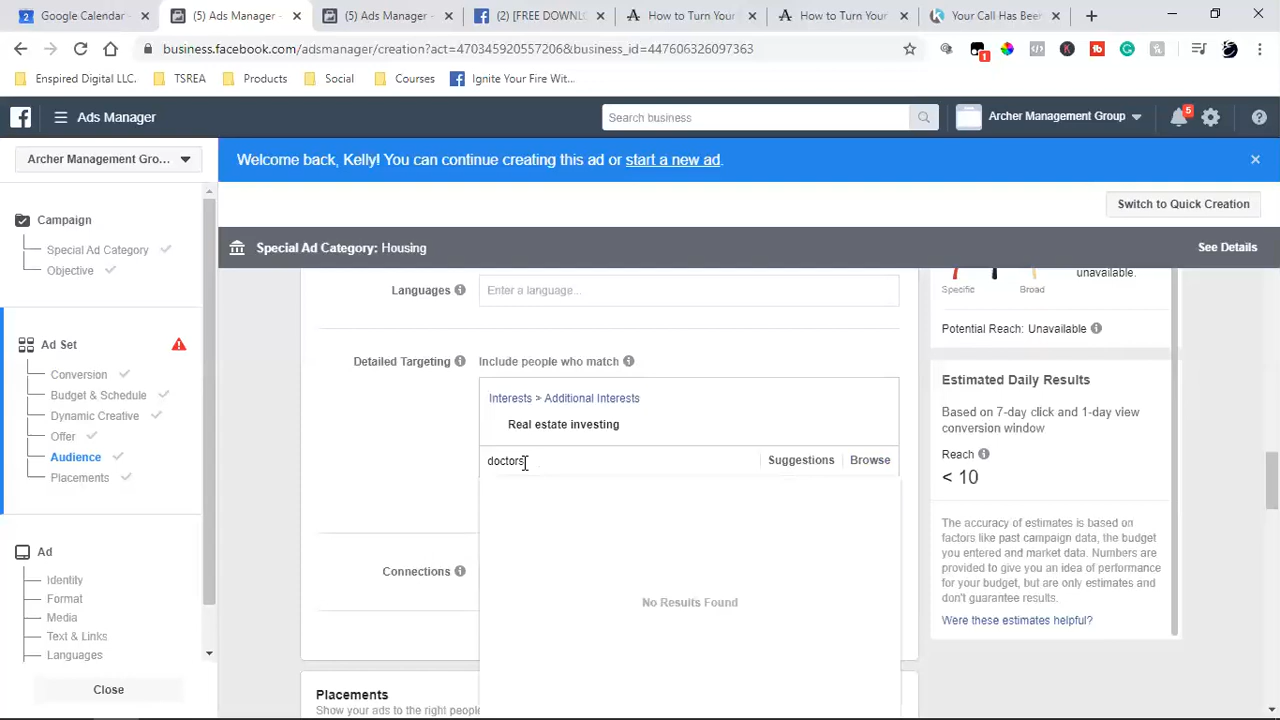 Google Calendar -
(5) Ads Manager -
(5) Ads Manager -
(2) [FREE DOWNL
How to Turn Your
How to Turn Your
Your Call Has Been
business.facebook.com/adsmanager/creation?act=470345920557206&business_id=447606326097363
1
Enspired Digital LLC.
TSREA
Products
Social
Courses
Ignite Your Fire Wit...
Ads Manager
Search business
Archer Management Group
5
Archer Management Gro...
Welcome back, Kelly! You can continue creating this ad or start a new ad.
Switch to Quick Creation
Campaign
Special Ad Category
Objective
Special Ad Category: Housing
See Details
Specific
Broad
unavailable.
Languages
Enter a language...
Potential Reach: Unavailable
Ad Set
Conversion
Budget & Schedule
Dynamic Creative
Offer
Audience
Placements
Detailed Targeting
Include people who match
Interests > Additional Interests
Real estate investing
doctors
Suggestions
Browse
No Results Found
Connections
Estimated Daily Results
Based on 7-day click and 1-day view
conversion window
Reach
< 10
The accuracy of estimates is based on
factors like past campaign data, the budget
you entered and market data. Numbers are
provided to give you an idea of performance
for your budget, but are only estimates and
don't guarantee results.
Were these estimates helpful?
Ad
Identity
Format
Media
Text & Links
Languages
Close
Placements
Show your ads to the right people